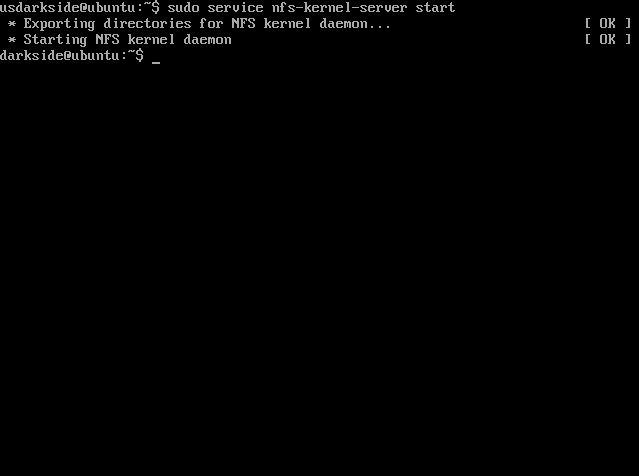 usdarkside@ubuntu:~$ sudo service nfs-kernel-server start
* Exporting directories for NFS kernel daemon... [ OK ]
* Starting NFS kernel daemon [ OK ]
darkside@ubuntu:~$ _